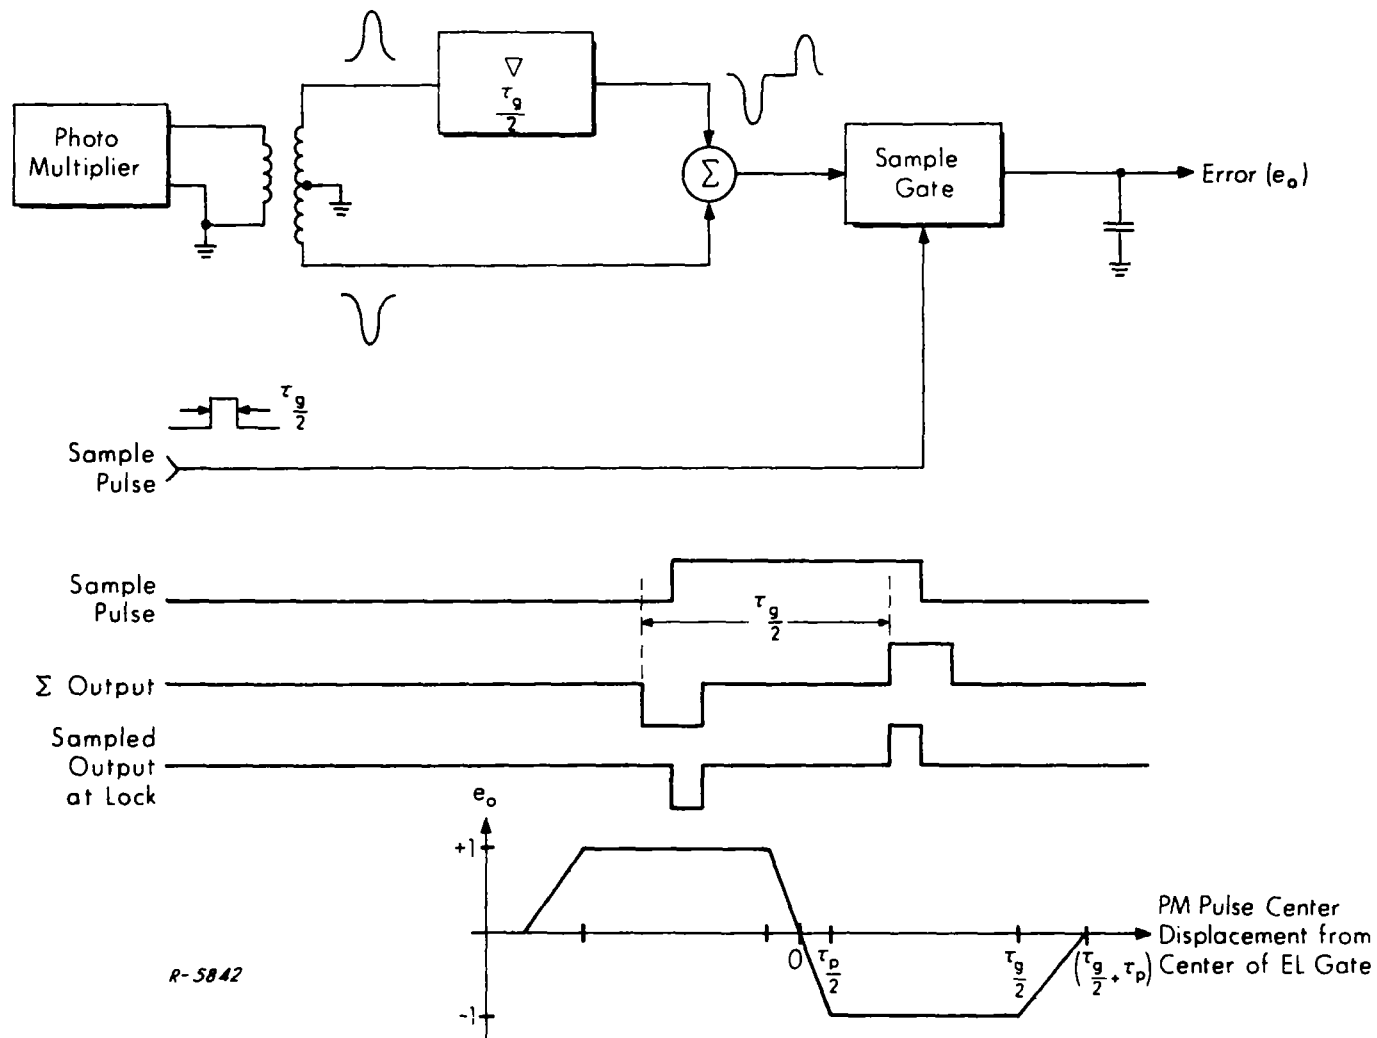 ∇
τg/2
Photo
Multiplier
Σ
Sample
Gate
Error (eo)
τg/2
Sample
Pulse
Sample
Pulse
τg/2
Σ Output
Sampled
Output
at Lock
eo
+1
-1
0
τp/2
τg/2
(τg/2 + τp)
PM Pulse Center
Displacement from
Center of EL Gate
R-5842